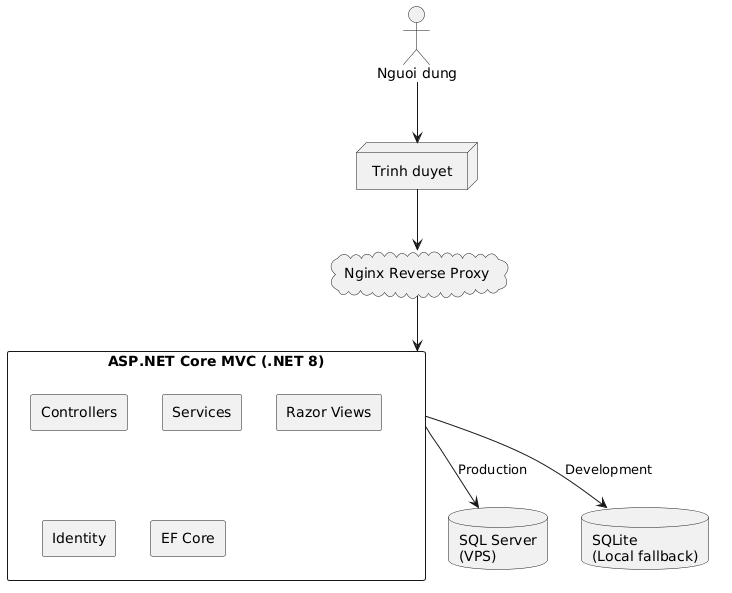 Nguoi dung
Trinh duyet
Nginx Reverse Proxy
ASP.NET Core MVC (.NET 8)
Controllers
Services
Razor Views
Identity
EF Core
Production
Development
SQL Server
(VPS)
SQLite
(Local fallback)